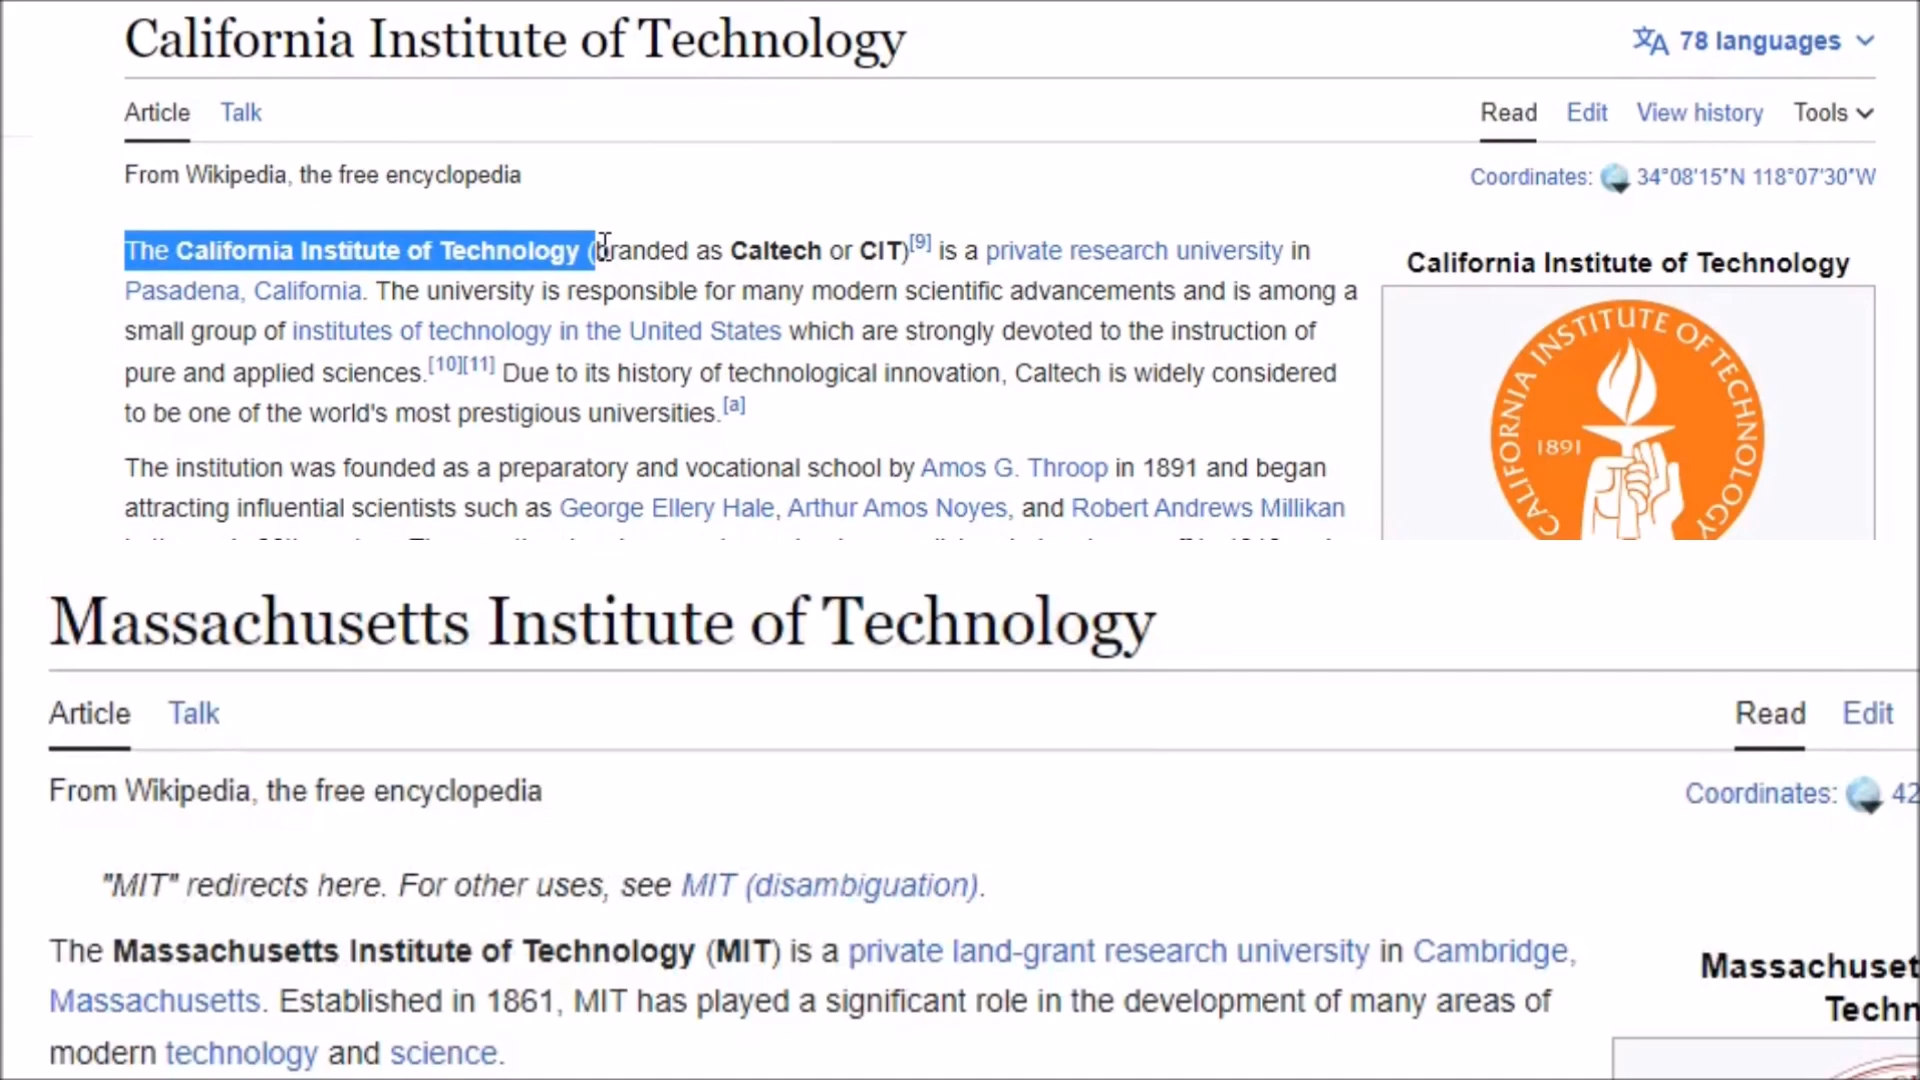 California Institute of Technology
78 languages
Article Talk Read Edit View history Tools
From Wikipedia, the free encyclopedia
Coordinates: 34°08′15″N 118°07′30″W
The California Institute of Technology (branded as Caltech or CIT)[9] is a private research university in
Pasadena, California. The university is responsible for many modern scientific advancements and is among a
small group of institutes of technology in the United States which are strongly devoted to the instruction of
pure and applied sciences.[10][11] Due to its history of technological innovation, Caltech is widely considered
to be one of the world's most prestigious universities.[a]
The institution was founded as a preparatory and vocational school by Amos G. Throop in 1891 and began
attracting influential scientists such as George Ellery Hale, Arthur Amos Noyes, and Robert Andrews Millikan
California Institute of Technology
CALIFORNIA INSTITUTE OF TECHNOLOGY
1891
Massachusetts Institute of Technology
Article Talk Read Edit
From Wikipedia, the free encyclopedia
Coordinates: 42
"MIT" redirects here. For other uses, see MIT (disambiguation).
The Massachusetts Institute of Technology (MIT) is a private land-grant research university in Cambridge,
Massachusetts. Established in 1861, MIT has played a significant role in the development of many areas of
modern technology and science.
Massachuset
Techn